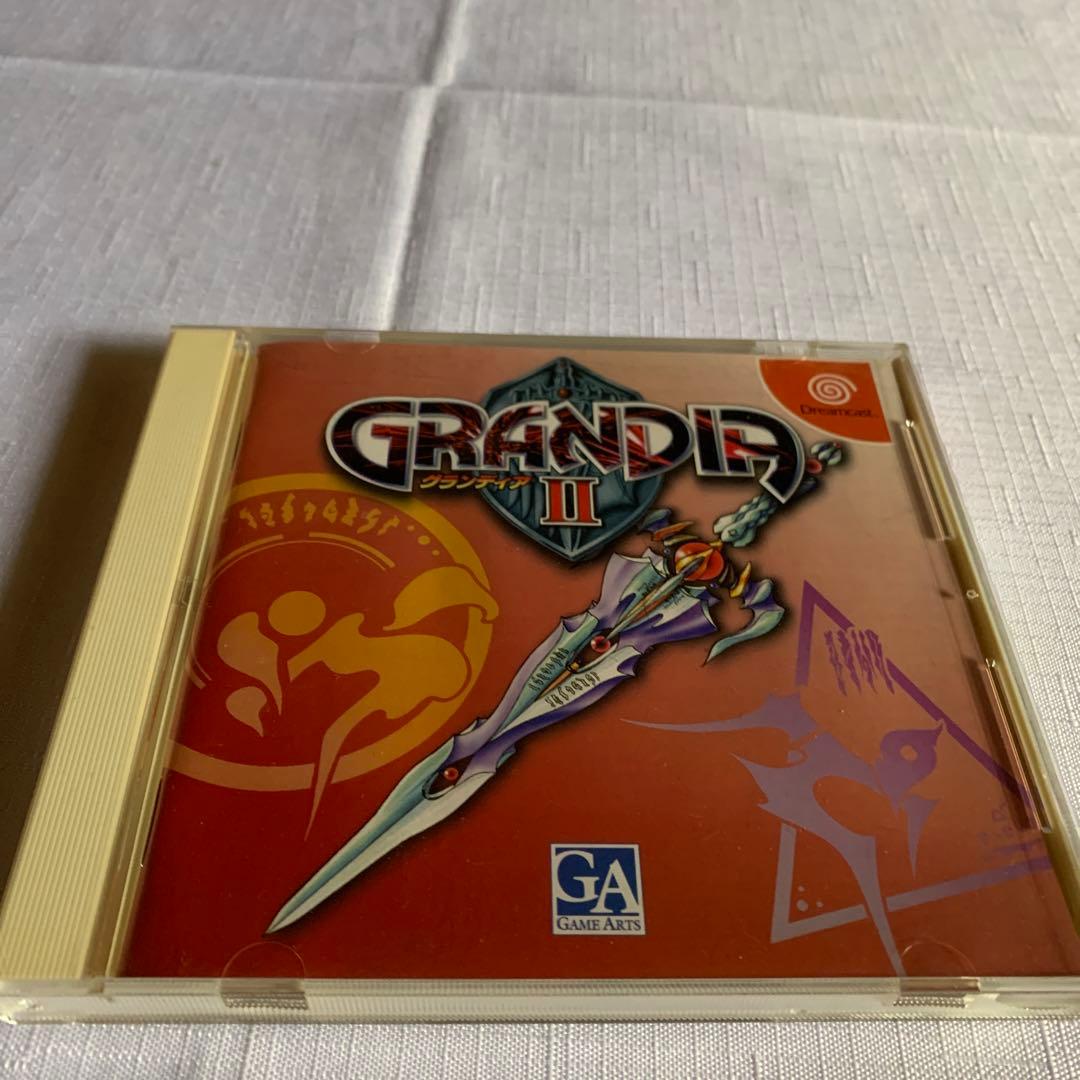 GRANDIA
グランディア
II
Dreamcast
GA
GAME ARTS